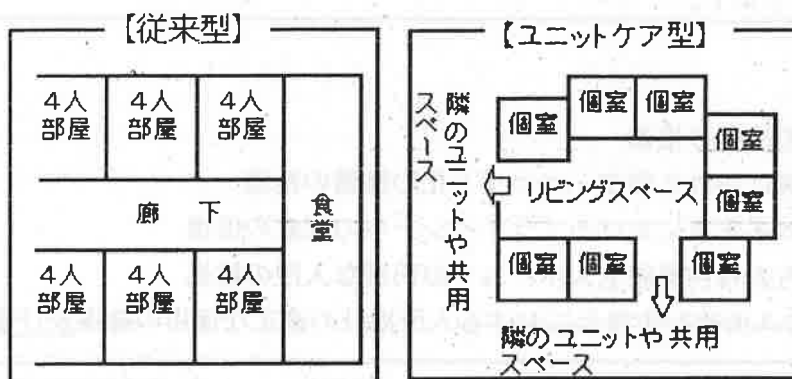 【従来型】
4人
部屋
4人
部屋
4人
部屋
廊下
食堂
4人
部屋
4人
部屋
4人
部屋
【ユニットケア型】
隣のユニットや共用
スペース
個室
個室
個室
個室
リビングスペース
個室
個室
個室
個室
隣のユニットや共用
スペース